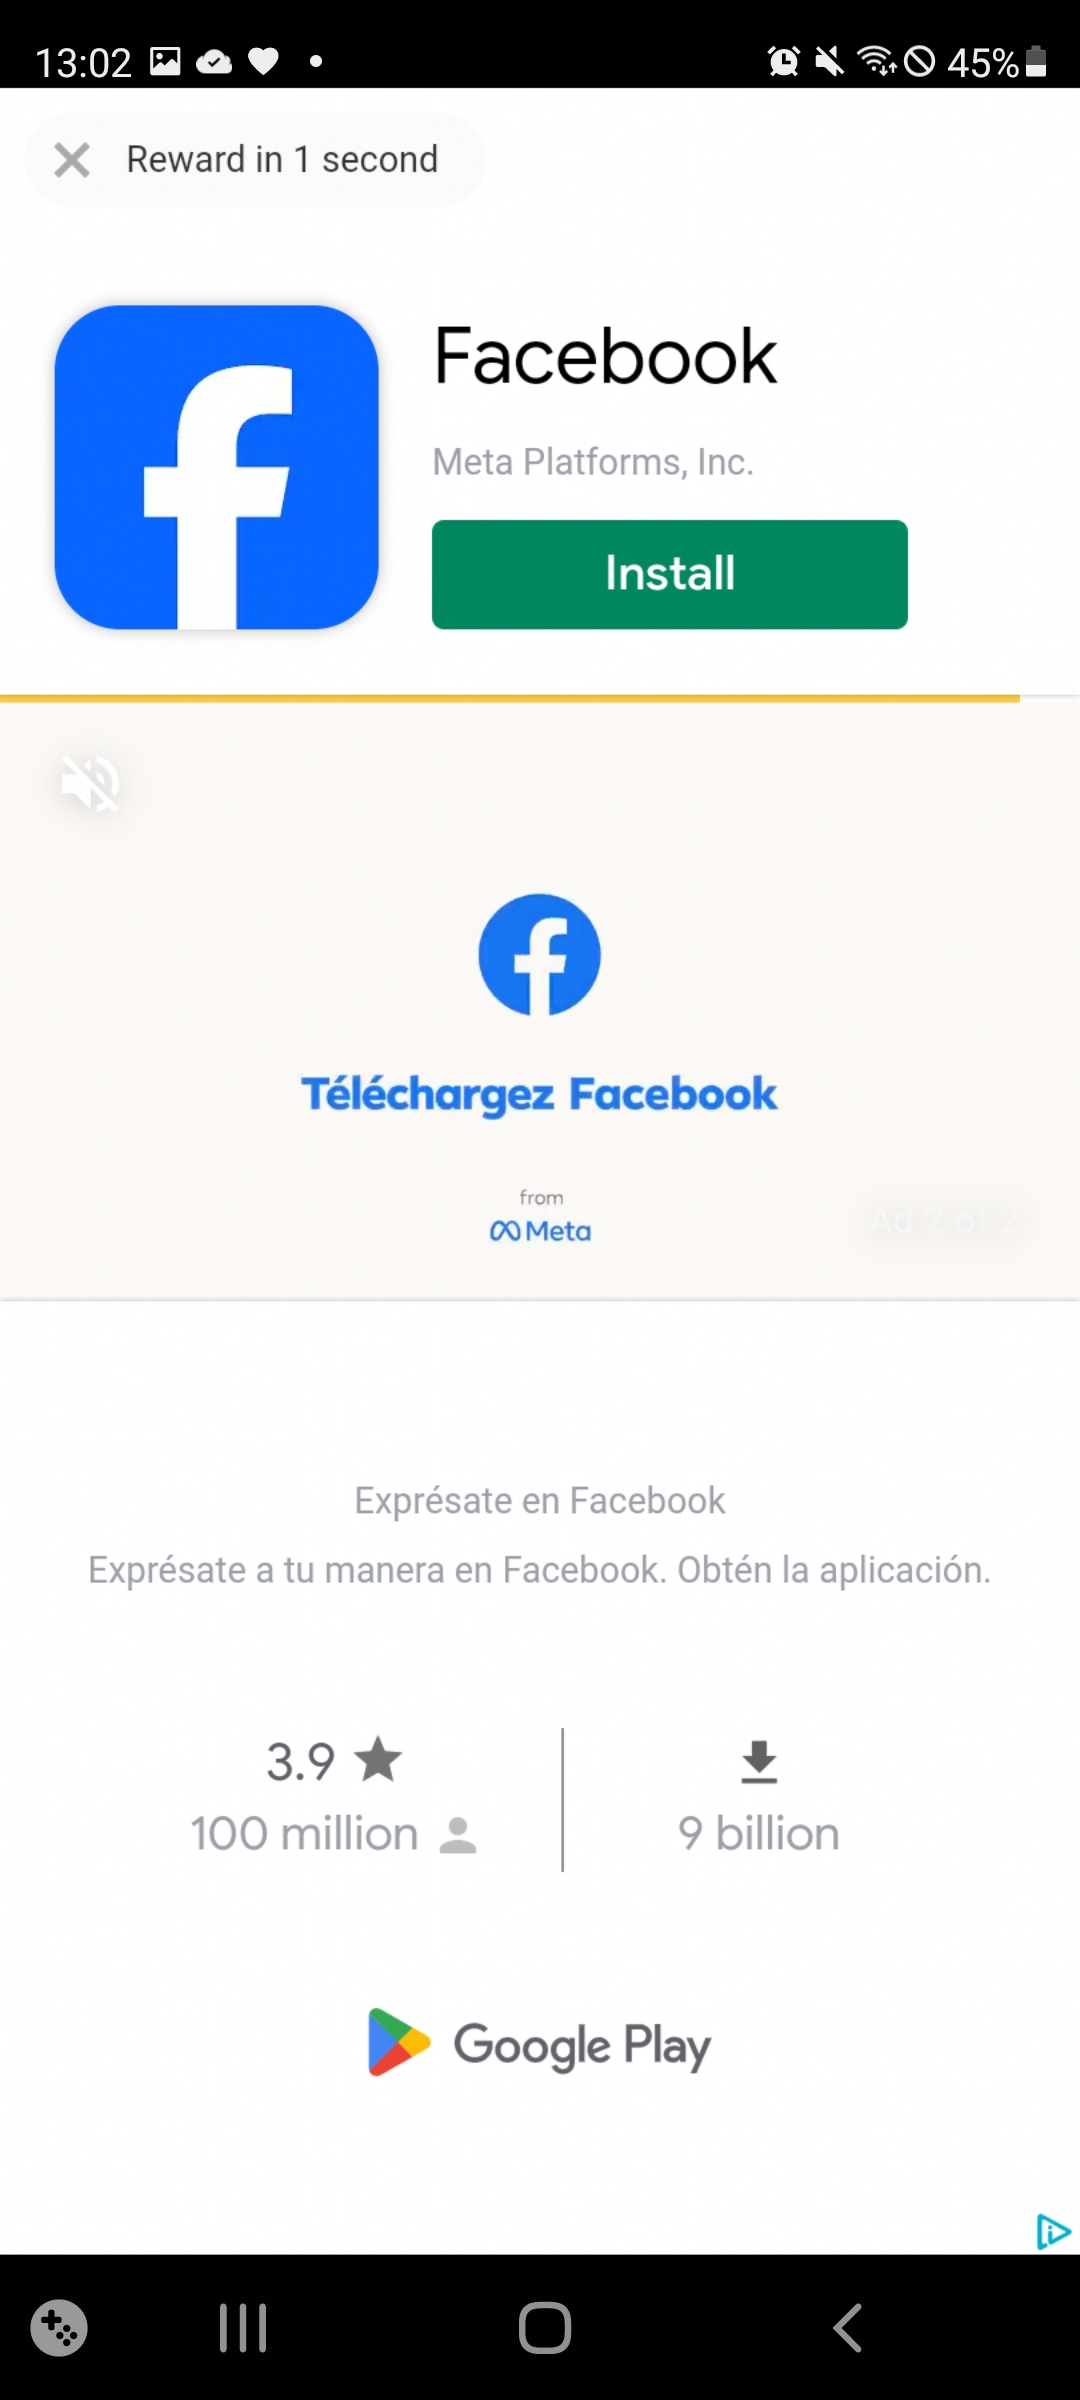 13:02
45%
Reward in 1 second
Facebook
Meta Platforms, Inc.
Install
Téléchargez Facebook
from
Meta
Ad 2 of 2
Exprésate en Facebook
Exprésate a tu manera en Facebook. Obtén la aplicación.
3.9
100 million
9 billion
Google Play